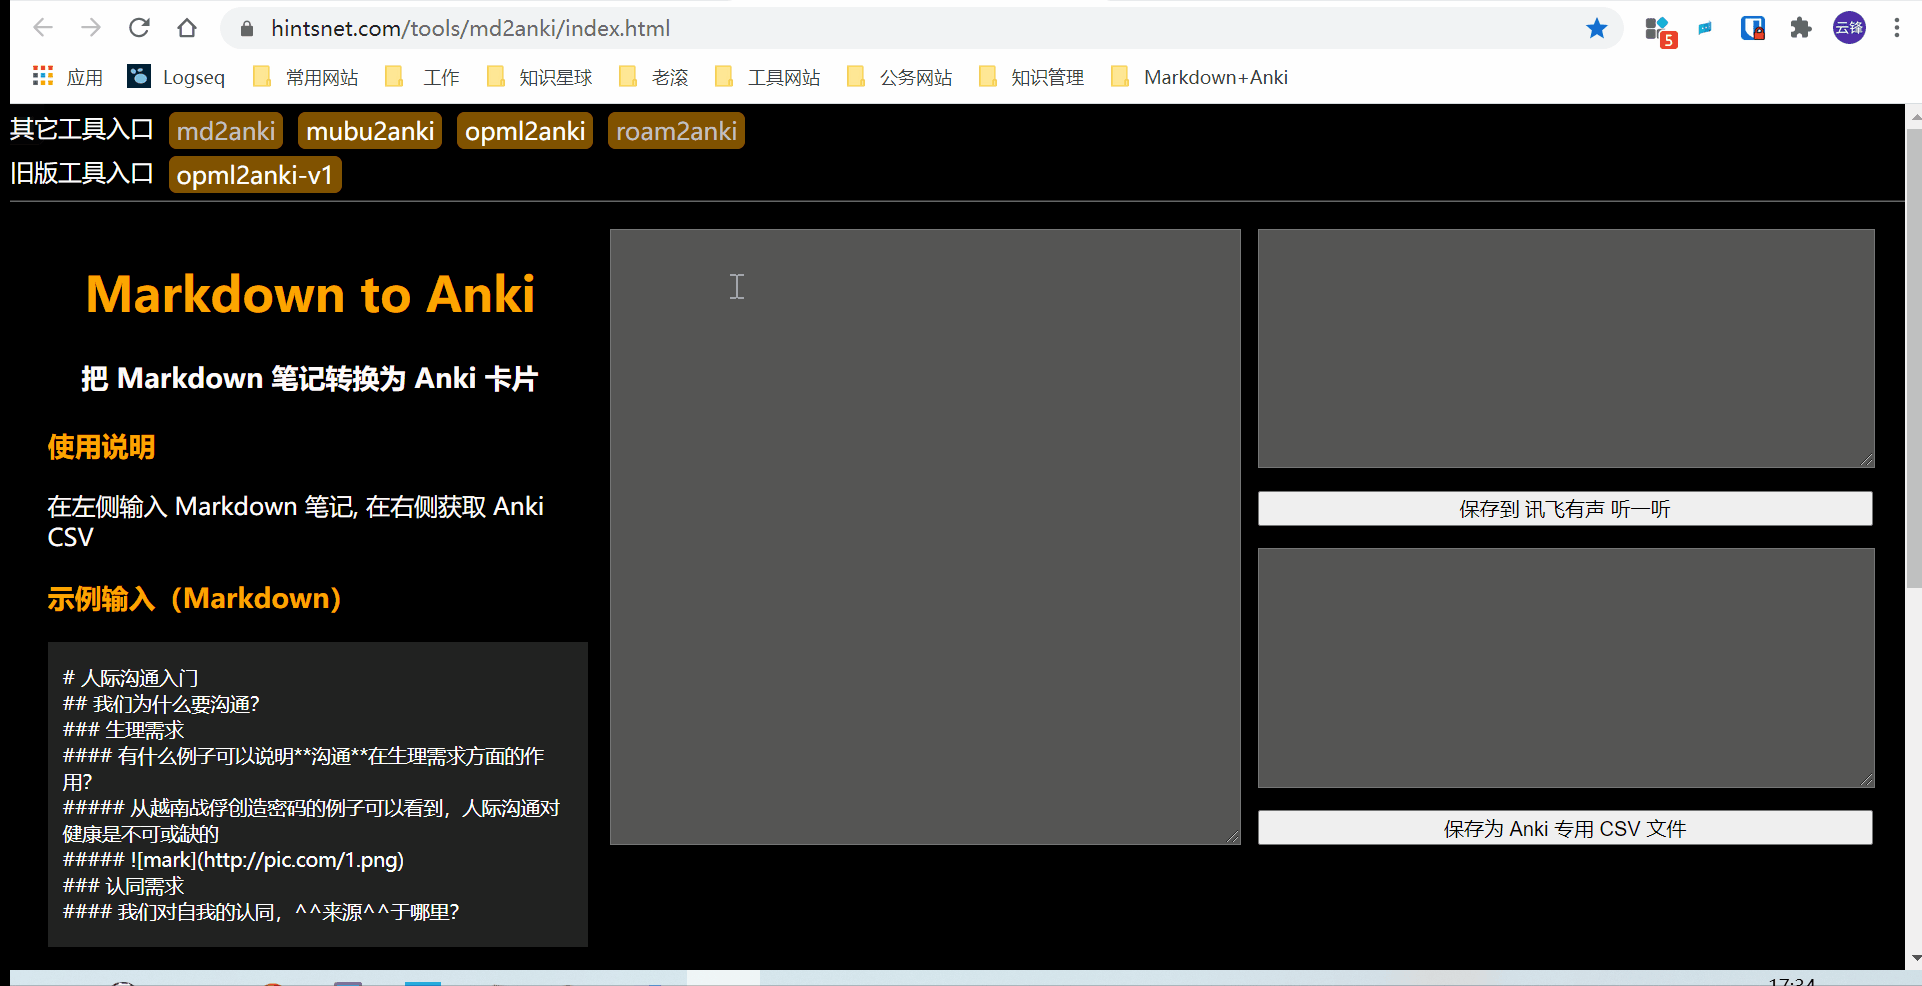 hintsnet.com/tools/md2anki/index.html
5
云锋
应用 Logseq 常用网站 工作 知识星球 老滚 工具网站 公务网站 知识管理 Markdown+Anki
其它工具入口 md2anki mubu2anki opml2anki roam2anki
旧版工具入口 opml2anki-v1
Markdown to Anki
把 Markdown 笔记转换为 Anki 卡片
使用说明
在左侧输入 Markdown 笔记, 在右侧获取 Anki
CSV
示例输入（Markdown）
# 人际沟通入门
## 我们为什么要沟通?
### 生理需求
#### 有什么例子可以说明**沟通**在生理需求方面的作
用?
##### 从越南战俘创造密码的例子可以看到，人际沟通对
健康是不可或缺的
##### ![mark](http://pic.com/1.png)
### 认同需求
#### 我们对自我的认同，^^来源^^于哪里?
保存到 讯飞有声 听一听
保存为 Anki 专用 CSV 文件
17:34